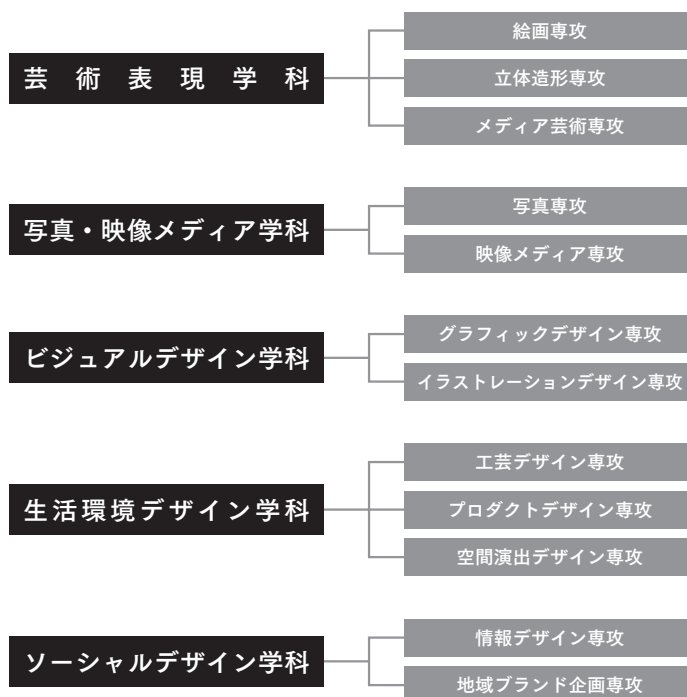 芸術表現学科
絵画専攻
立体造形専攻
メディア芸術専攻
写真・映像メディア学科
写真専攻
映像メディア専攻
ビジュアルデザイン学科
グラフィックデザイン専攻
イラストレーションデザイン専攻
生活環境デザイン学科
工芸デザイン専攻
プロダクトデザイン専攻
空間演出デザイン専攻
ソーシャルデザイン学科
情報デザイン専攻
地域ブランド企画専攻